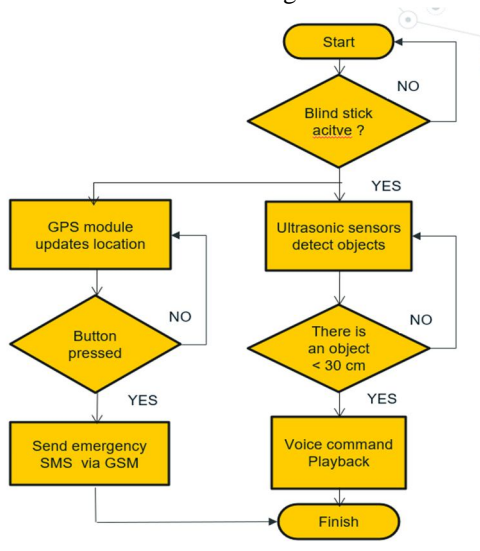 Start
NO
Blind stick
acitve ?
YES
GPS module
updates location
Ultrasonic sensors
detect objects
NO
Button
pressed
NO
There is
an object
< 30 cm
YES
YES
Send emergency
SMS via GSM
Voice command
Playback
Finish